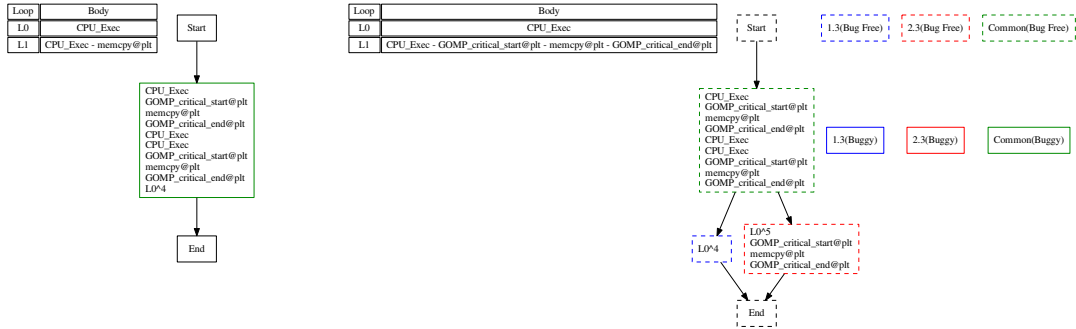 Loop Body
L0 CPU_Exec
L1 CPU_Exec - memcpy@plt
Start
CPU_Exec
GOMP_critical_start@plt
memcpy@plt
GOMP_critical_end@plt
CPU_Exec
CPU_Exec
GOMP_critical_start@plt
memcpy@plt
GOMP_critical_end@plt
L0^4
End
Loop Body
L0 CPU_Exec
L1 CPU_Exec - GOMP_critical_start@plt - memcpy@plt - GOMP_critical_end@plt
Start
1.3(Bug Free) 2.3(Bug Free) Common(Bug Free)
CPU_Exec
GOMP_critical_start@plt
memcpy@plt
GOMP_critical_end@plt
CPU_Exec
CPU_Exec
GOMP_critical_start@plt
memcpy@plt
GOMP_critical_end@plt
1.3(Buggy) 2.3(Buggy) Common(Buggy)
L0^4
L0^5
GOMP_critical_start@plt
memcpy@plt
GOMP_critical_end@plt
End